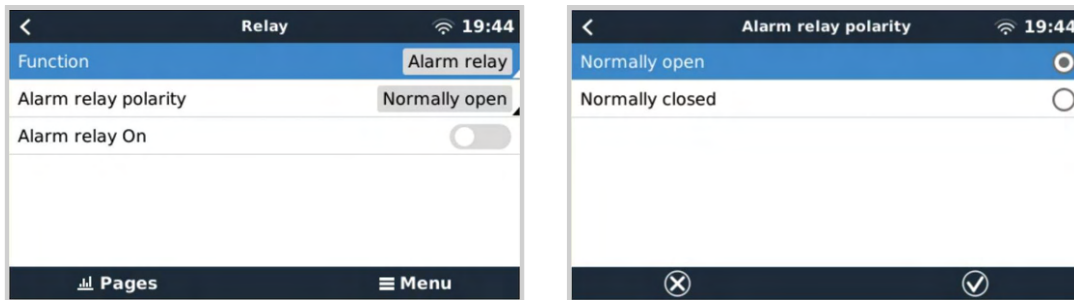 Relay 19:44
Function Alarm relay
Alarm relay polarity Normally open
Alarm relay On
Pages Menu
Alarm relay polarity 19:44
Normally open
Normally closed